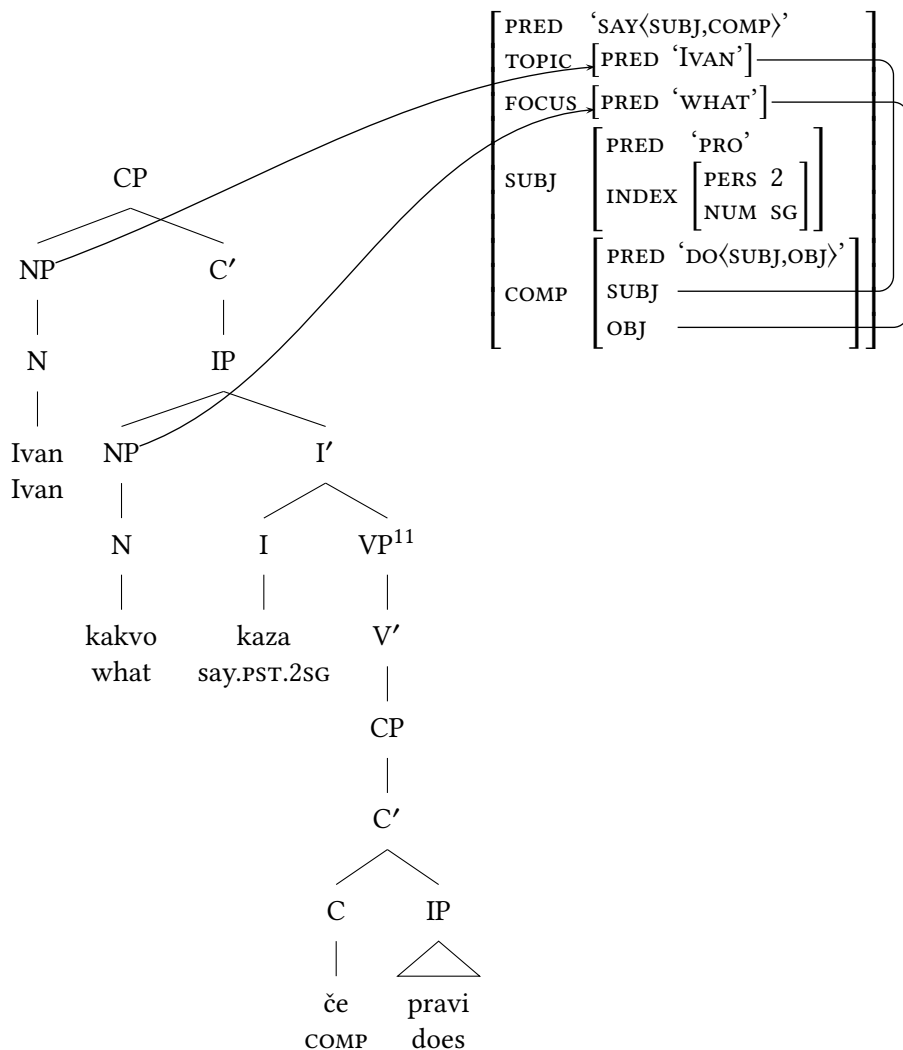 PRED ‘SAY⟨SUBJ,COMP⟩’
TOPIC [PRED ‘IVAN’]
FOCUS [PRED ‘WHAT’]
PRED ‘PRO’
SUBJ
INDEX [PERS 2
NUM SG]
PRED ‘DO⟨SUBJ,OBJ⟩’
COMP SUBJ
OBJ
CP
NP C′
N IP
Ivan NP I′
Ivan
N I VP¹¹
kakvo kaza V′
what say.PST.2SG
CP
C′
C IP
če pravi
COMP does